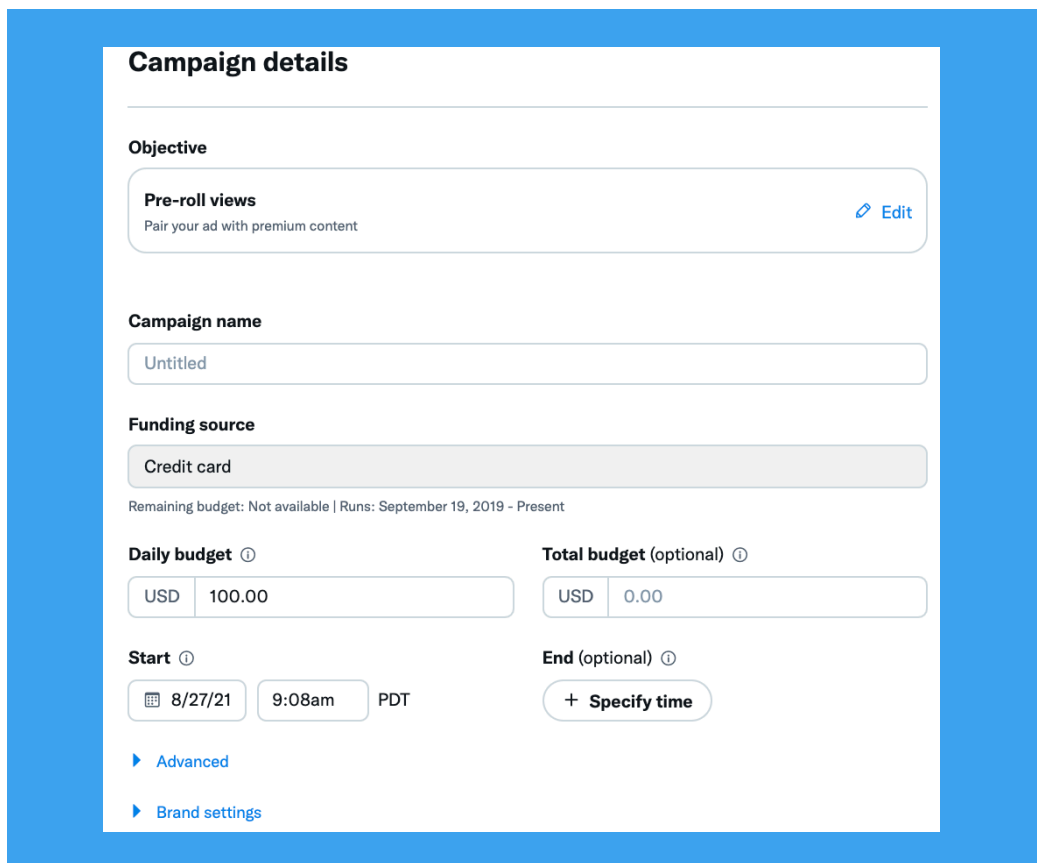 Campaign details
Objective
Pre-roll views
Pair your ad with premium content
Edit
Campaign name
Untitled
Funding source
Credit card
Remaining budget: Not available | Runs: September 19, 2019 - Present
Daily budget
Total budget (optional)
USD 100.00
USD 0.00
Start
End (optional)
8/27/21 9:08am PDT
+ Specify time
Advanced
Brand settings